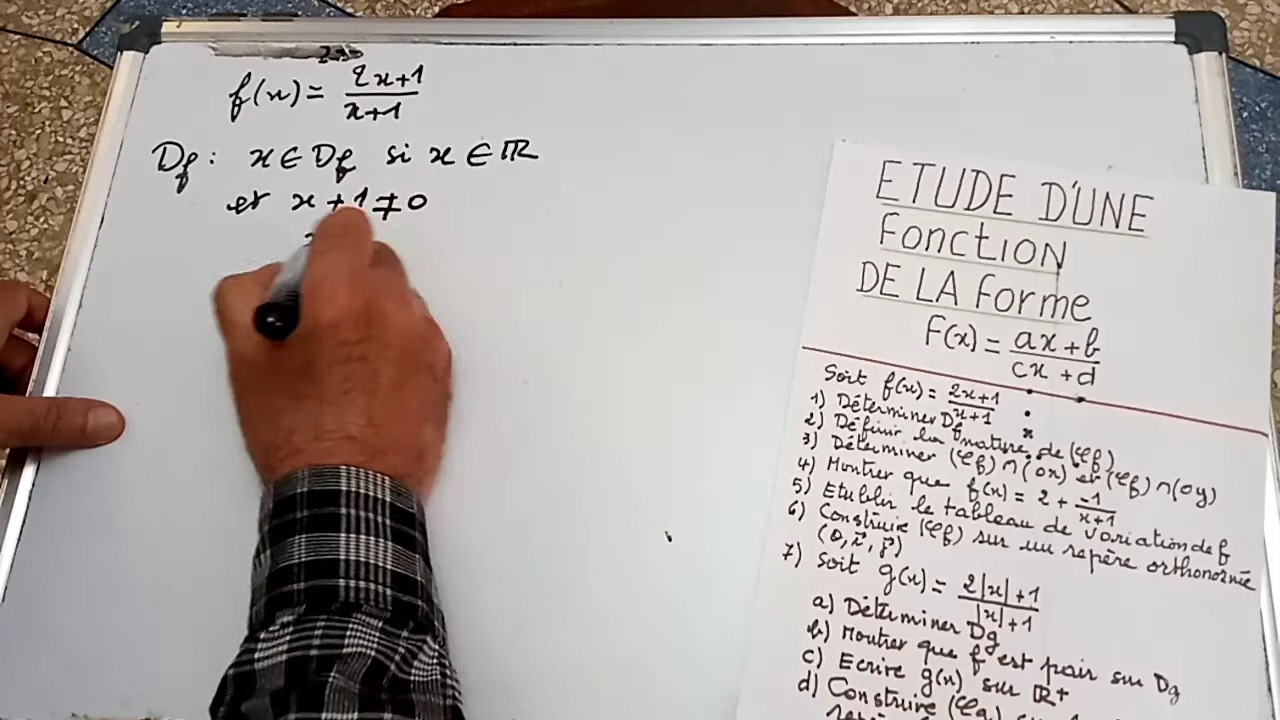 f(x) = 2x+1 / x+1
Df : x ∈ Df si x ∈ ℝ
et x + 1 ≠ 0
ETUDE D'UNE
Fonction
DE LA Forme
F(x) = ax + b / cx + d
Soit f(x) = 2x+1 / x+1
1) Déterminer Df
2) Définir la nature de (𝒞f)
3) Déterminer (𝒞f) ∩ (ox) et (𝒞f) ∩ (oy)
4) Montrer que f(x) = 2 + -1 / x+1
5) Etablir le tableau de variation de f
6) Construire (𝒞f) sur un repère orthonormée
(O, i⃗, j⃗)
7) Soit g(x) = 2|x| + 1 / |x| + 1
a) Déterminer Dg
b) Montrer que f est pair sur Dg
c) Ecrire g(x) sur ℝ+
d) Construire (𝒞g)